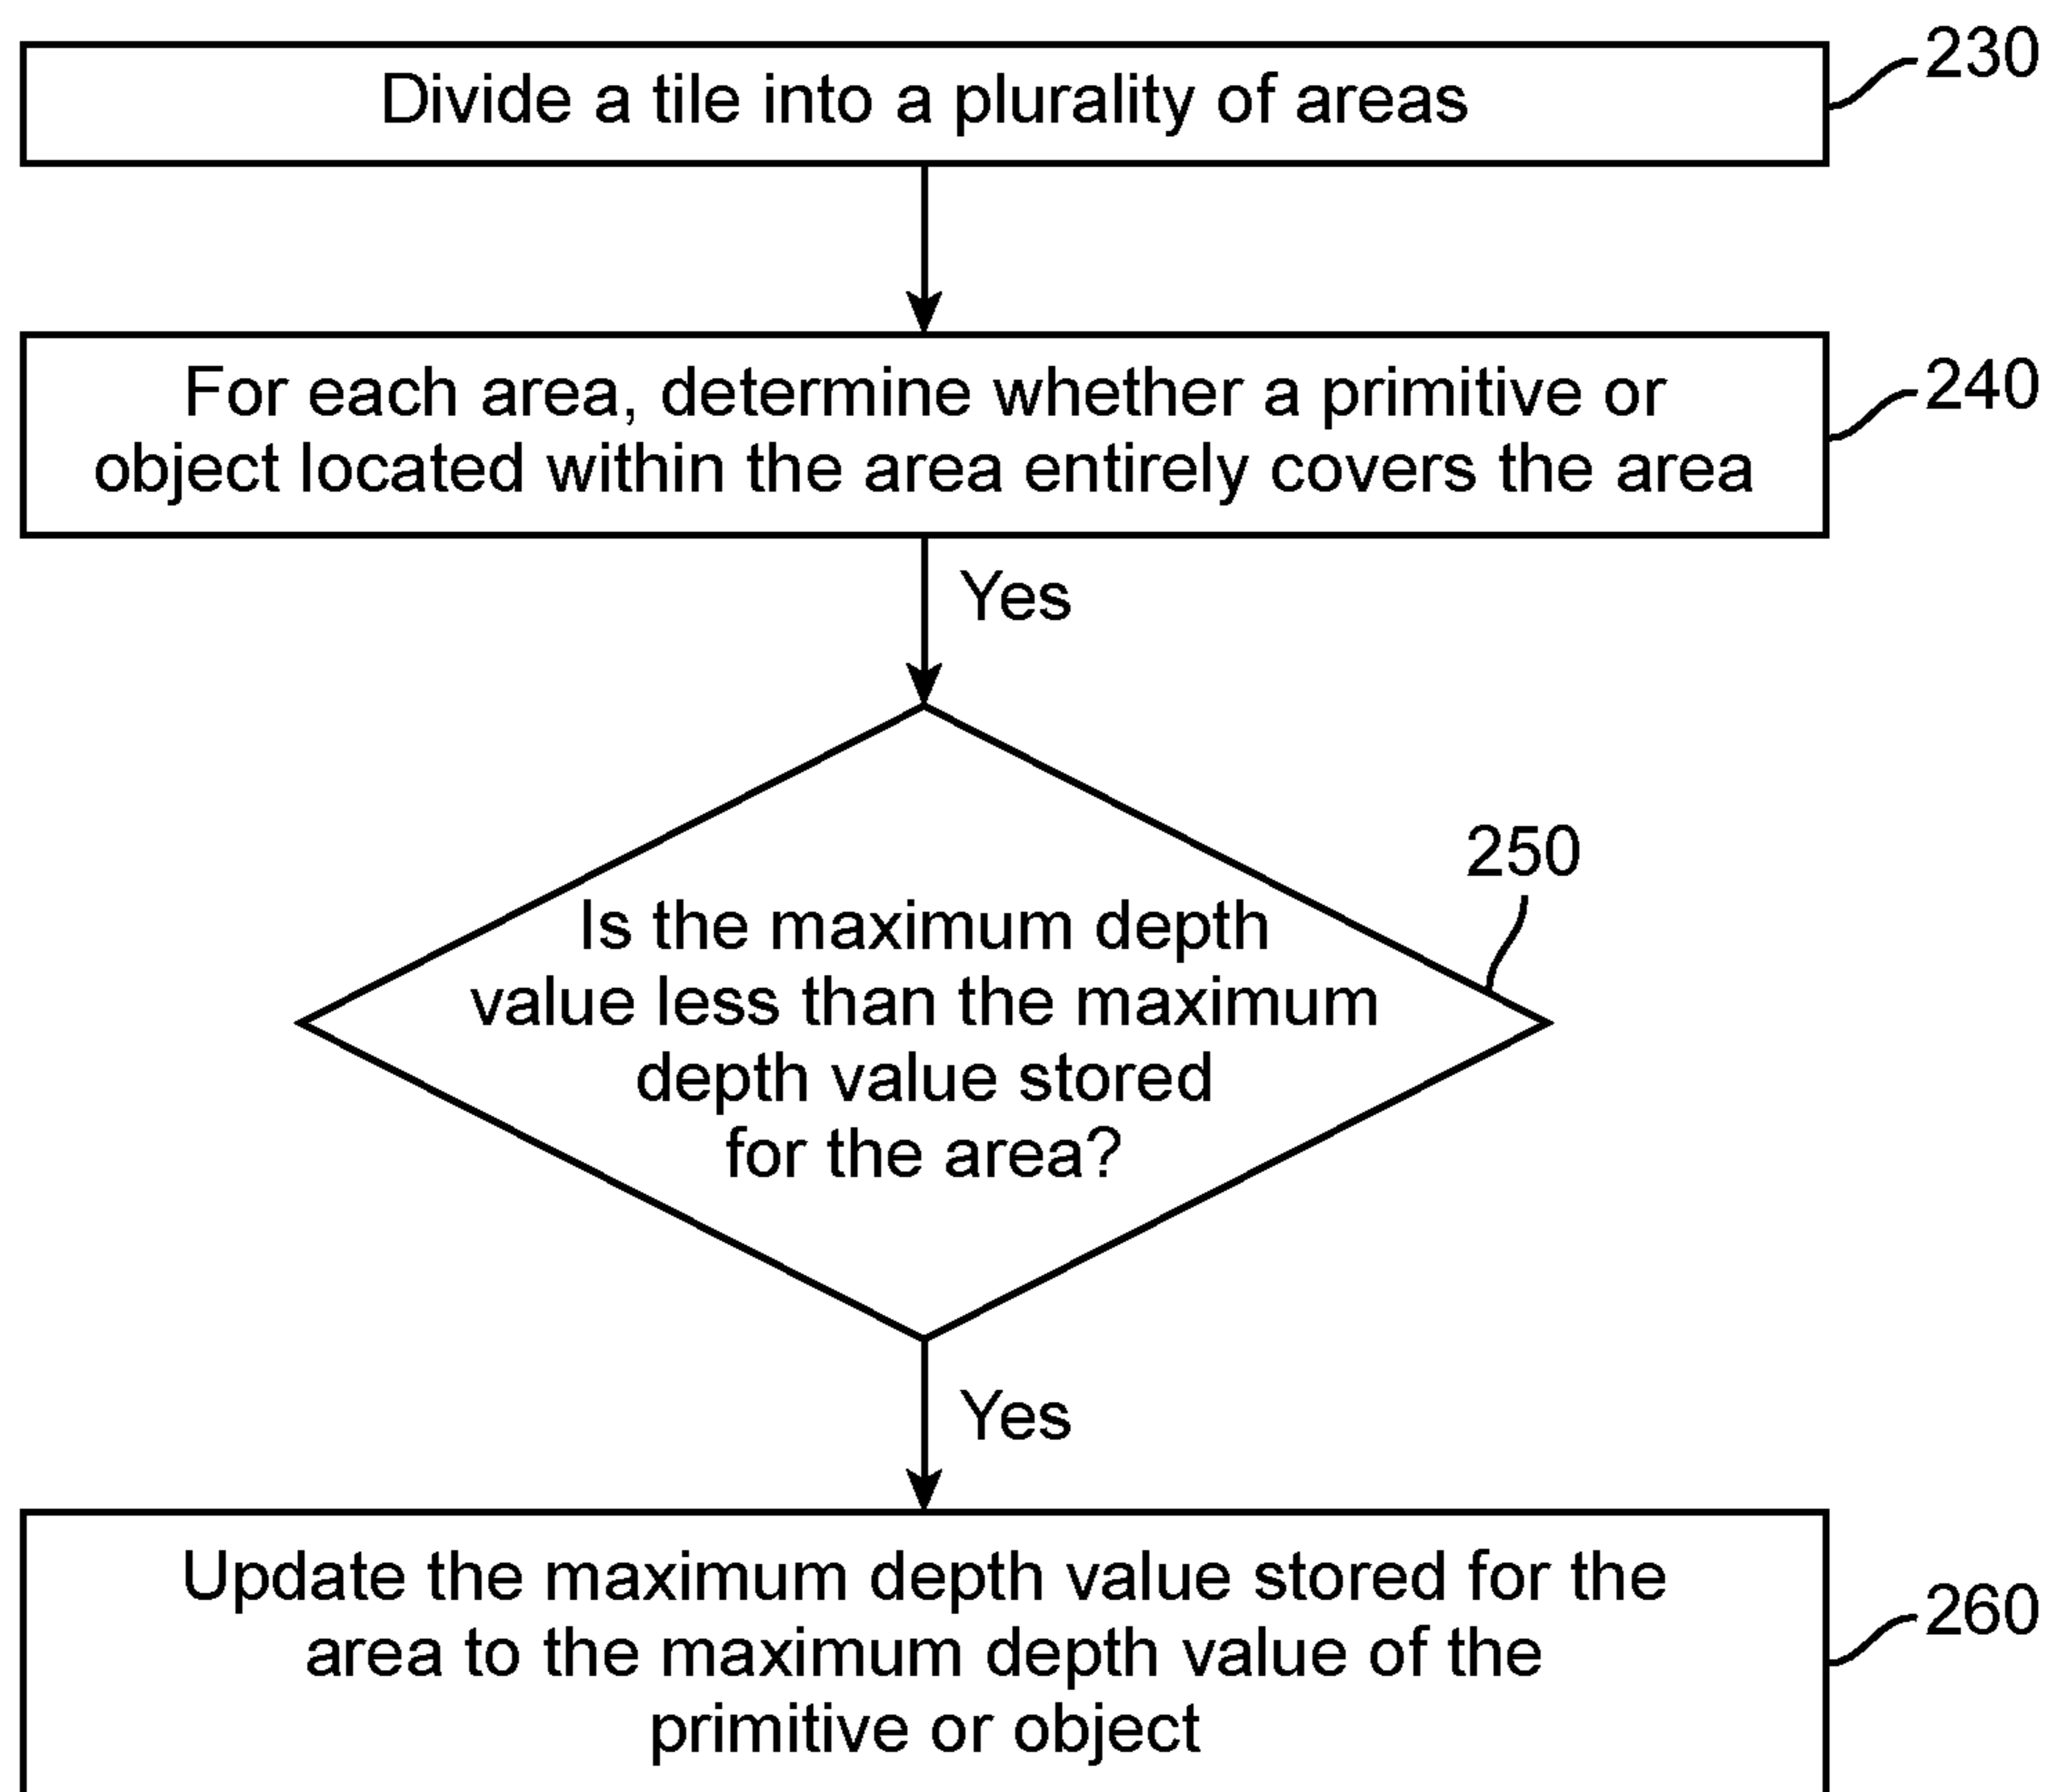 Divide a tile into a plurality of areas
230
For each area, determine whether a primitive or
object located within the area entirely covers the area
240
Yes
250
Is the maximum depth
value less than the maximum
depth value stored
for the area?
Yes
Update the maximum depth value stored for the
area to the maximum depth value of the
primitive or object
260